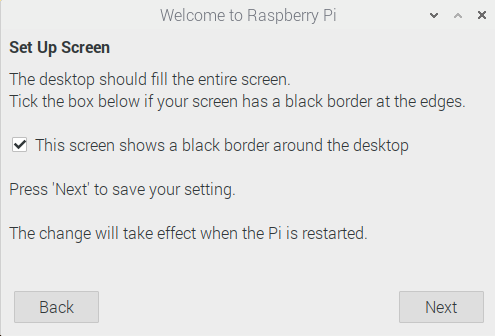 Welcome to Raspberry Pi
Set Up Screen
The desktop should fill the entire screen.
Tick the box below if your screen has a black border at the edges.
This screen shows a black border around the desktop
Press 'Next' to save your setting.
The change will take effect when the Pi is restarted.
Back
Next